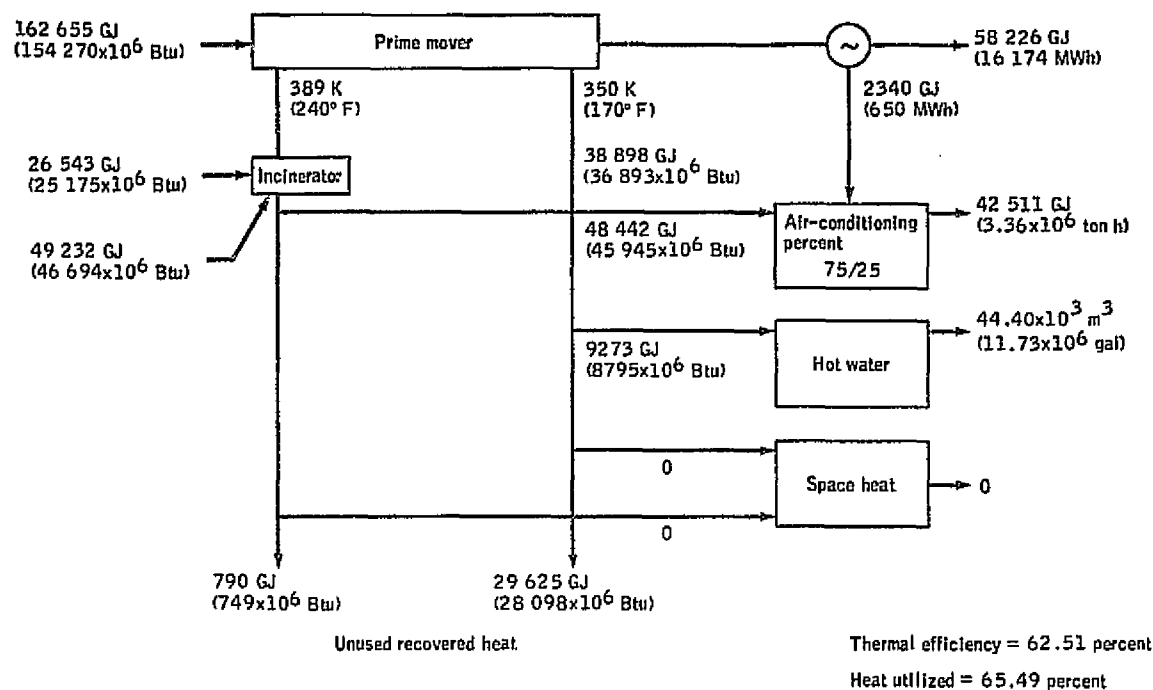 162 655 GJ
(154 270x10⁶ Btu)
Prime mover
~
58 226 GJ
(16 174 MWh)
389 K
(240° F)
350 K
(170° F)
2340 GJ
(650 MWh)
26 543 GJ
(25 175x10⁶ Btu)
Incinerator
38 898 GJ
(36 893x10⁶ Btu)
49 232 GJ
(46 694x10⁶ Btu)
48 442 GJ
(45 945x10⁶ Btu)
Air-conditioning
percent
75/25
42 511 GJ
(3.36x10⁶ ton h)
9273 GJ
(8795x10⁶ Btu)
Hot water
44.40x10³ m³
(11.73x10⁶ gal)
0
Space heat
0
0
790 GJ
(749x10⁶ Btu)
29 625 GJ
(28 098x10⁶ Btu)
Unused recovered heat
Thermal efficiency = 62.51 percent
Heat utilized = 65.49 percent